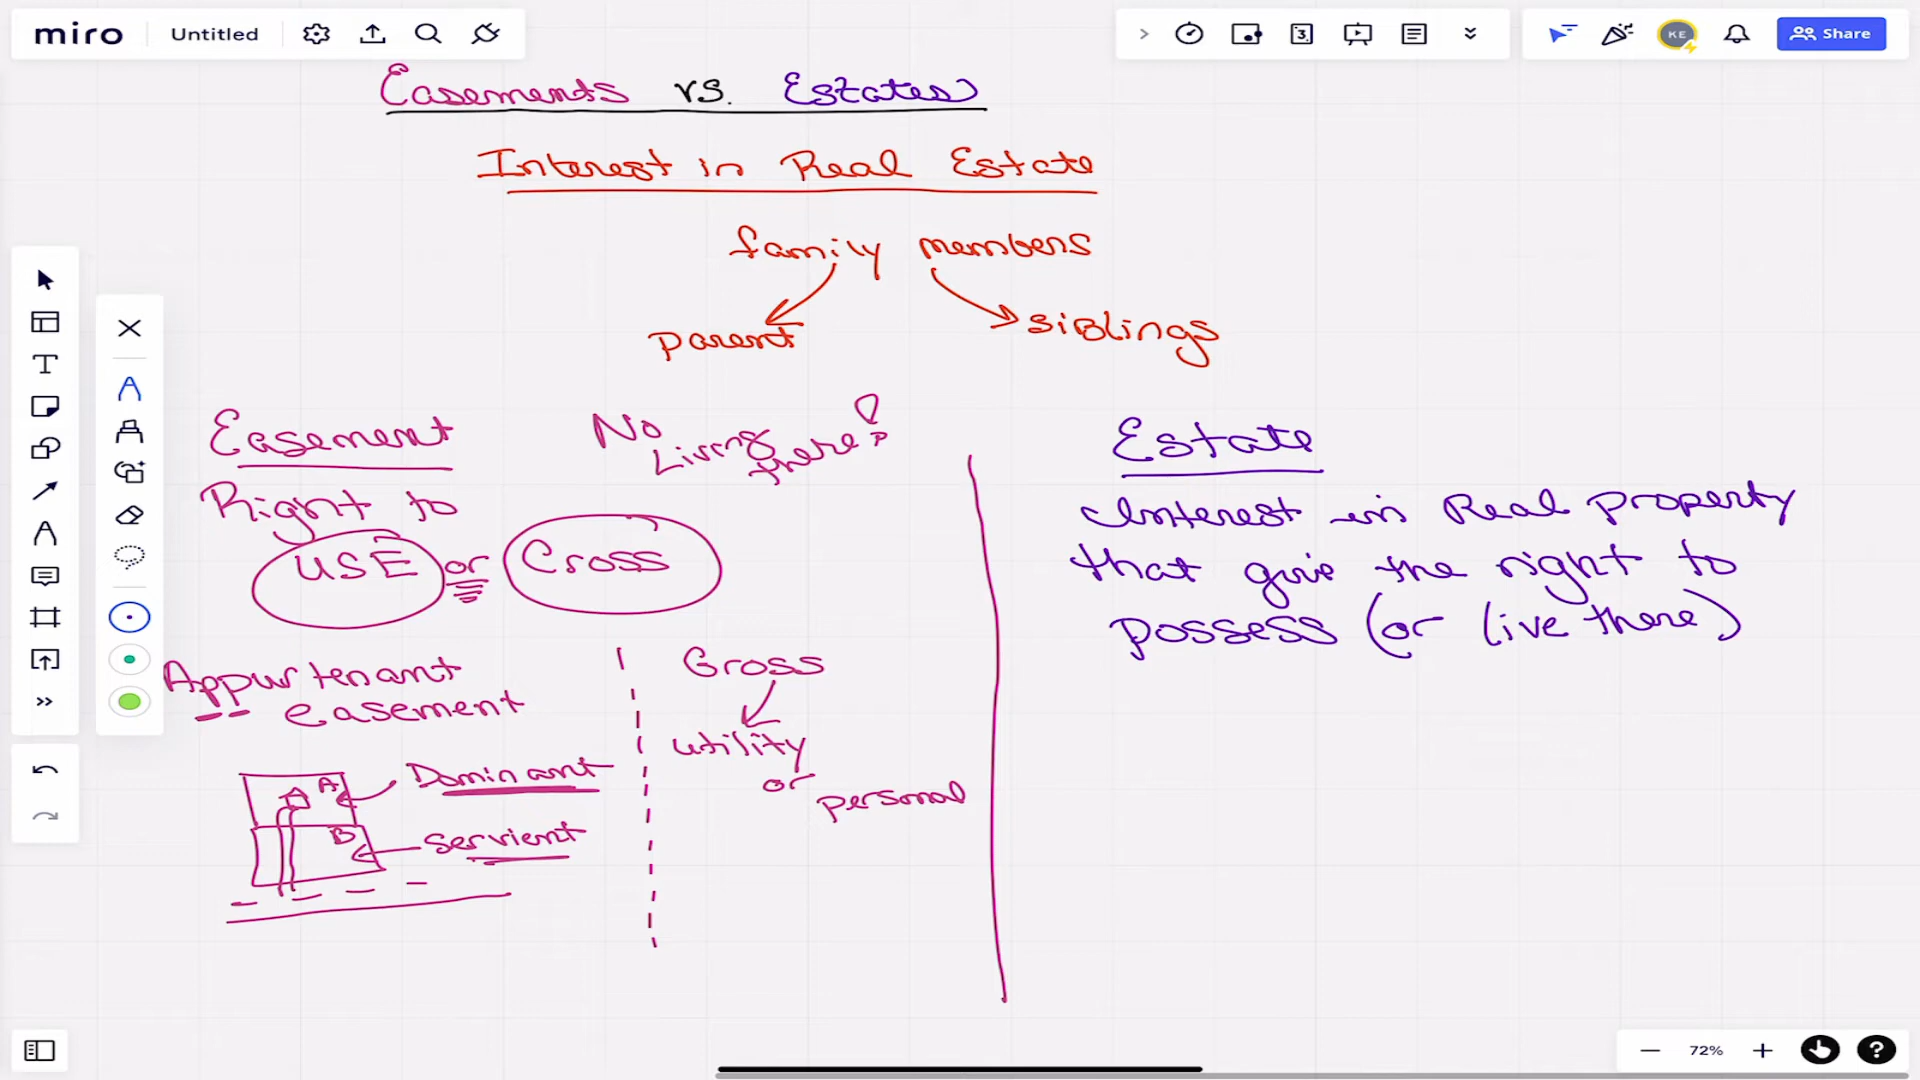 miro Untitled Share
KE
Easements vs. Estates
Interest in Real Estate
family members
parent siblings
Easement
No Living there!
Right to
USE or Cross
Appurtenant
easement
Gross
utility
or
personal
A Dominant
B Servient
Estate
Interest in Real property
that give the right to
possess (or live there)
72%